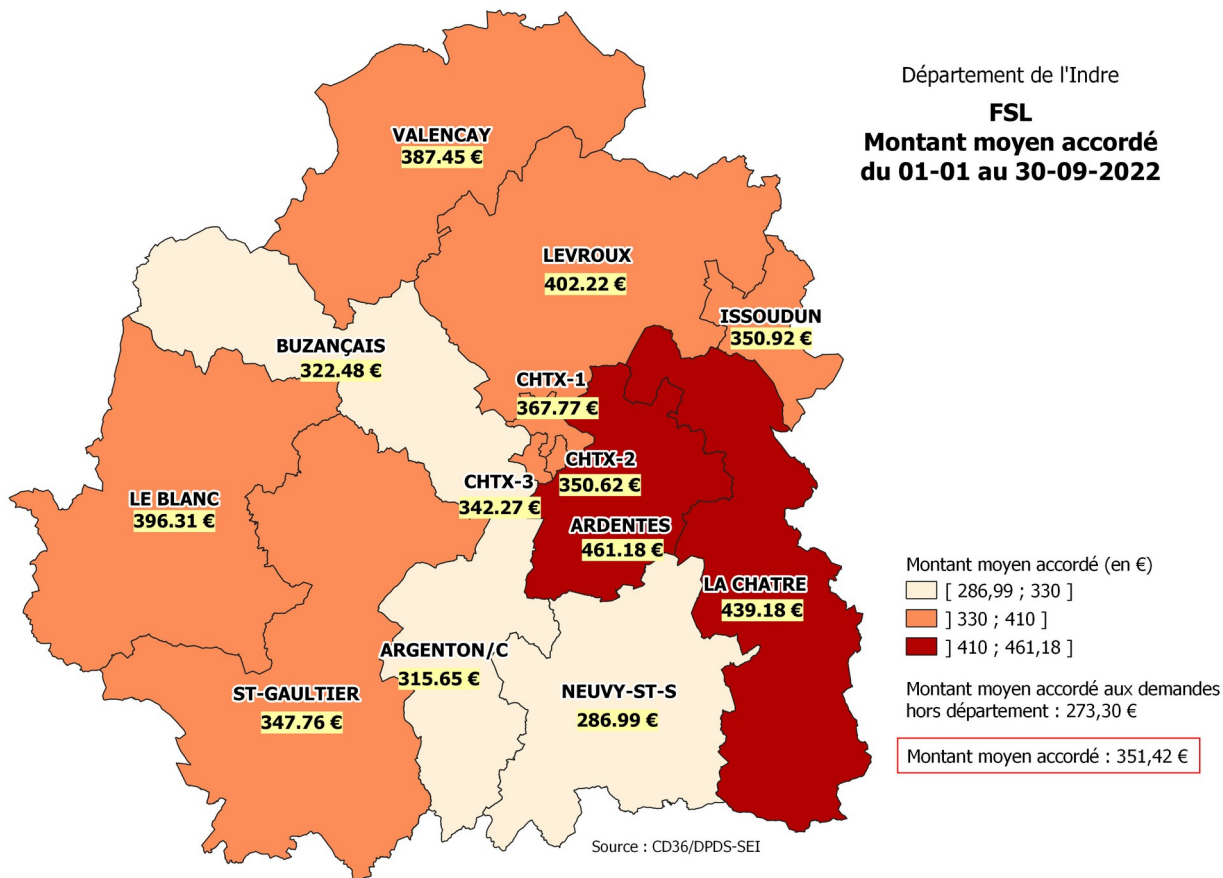 Département de l'Indre
FSL
Montant moyen accordé
du 01-01 au 30-09-2022
VALENCAY
387.45 €
LEVROUX
402.22 €
ISSOUDUN
350.92 €
BUZANÇAIS
322.48 €
CHTX-1
367.77 €
CHTX-2
350.62 €
CHTX-3
342.27 €
LE BLANC
396.31 €
ARDENTES
461.18 €
LA CHATRE
439.18 €
ARGENTON/C
315.65 €
ST-GAULTIER
347.76 €
NEUVY-ST-S
286.99 €
Montant moyen accordé (en €)
[ 286,99 ; 330 ]
] 330 ; 410 ]
] 410 ; 461,18 ]
Montant moyen accordé aux demandes
hors département : 273,30 €
Montant moyen accordé : 351,42 €
Source : CD36/DPDS-SEI